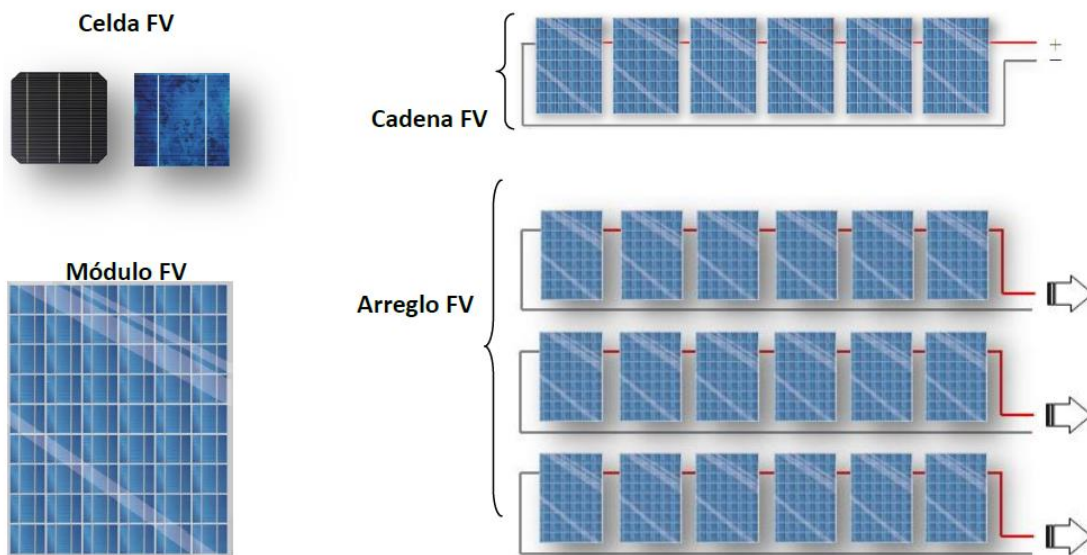 Celda FV
Cadena FV
+
−
Módulo FV
Arreglo FV